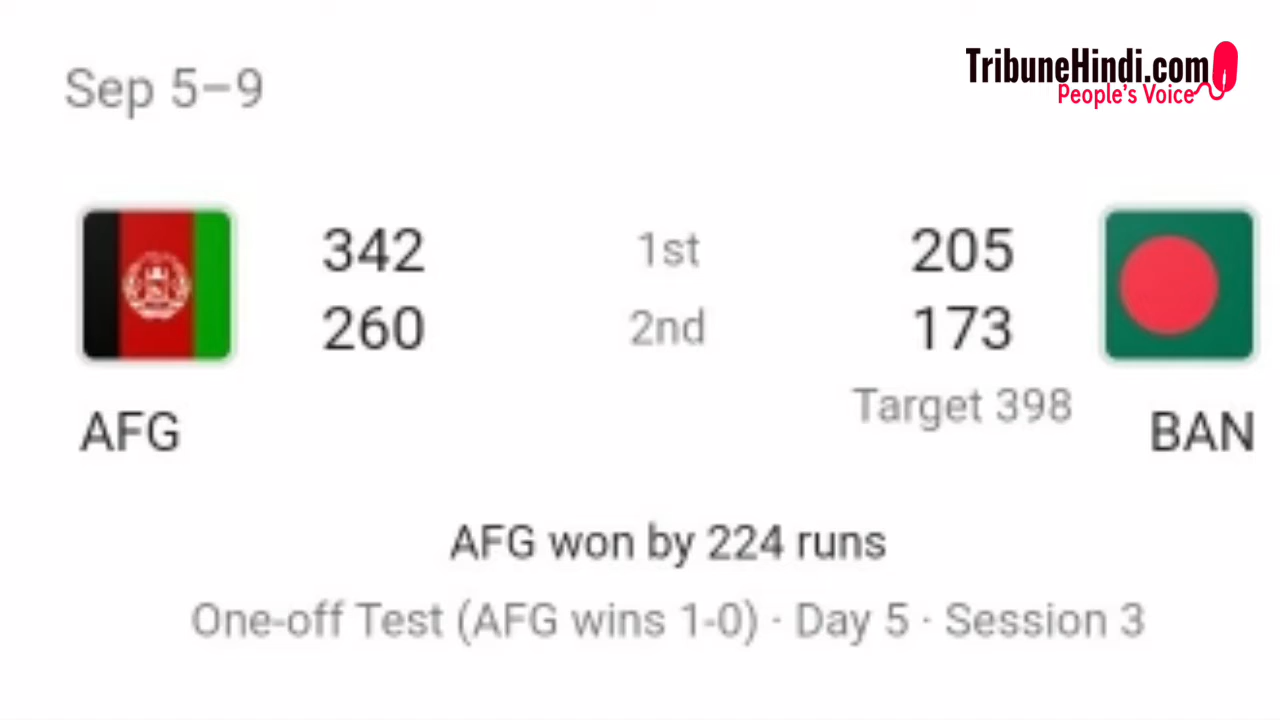 Sep 5–9
TribuneHindi.com
People's Voice
342 1st 205
260 2nd 173
Target 398
AFG BAN
AFG won by 224 runs
One-off Test (AFG wins 1-0) · Day 5 · Session 3